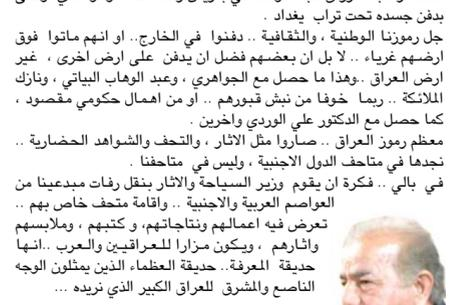 بدفن جسده تحت تراب يغداد .
جل رموزنا الوطنية ، والثقافية .. دفنوا في الخارج.. او انهم ماتوا فوق
ارضهم غرباء .. لا بل ان بعضهم فضل ان يدفن على ارض اخرى ، غير
ارض العراق ..وهذا ما حصل مع الجواهري ، وعبد الوهاب البياتي ، ونازك
الملائكة .. ربما خوفا من نبش قبورهم .. او من اهمال حكومي مقصود ،
كما حصل مع الدكتور علي الوردي واخرين .
معظم رموز العراق .. صاروا مثل الاثار ، والتحف والشواهد الحضارية ..
نجدها في متاحف الدول الاجنبية ، وليس في متاحفنا .
في بالي .. فكرة ان يقوم وزير السياحة والاثار بنقل رفات مبدعينا من
العواصم العربية والاجنبية .. واقامة متحف خاص بهم ..
تعرض فيه اعمالهم ونتاجاتهم، و كتبهم ، وملابسهم
واثارهم ، ويكون مزارا للعراقيين والعرب ..انها
حديقة المعرفة.. حديقة العظماء الذين يمثلون الوجه
الناصع والمشرق للعراق الكبير الذي نريده ...